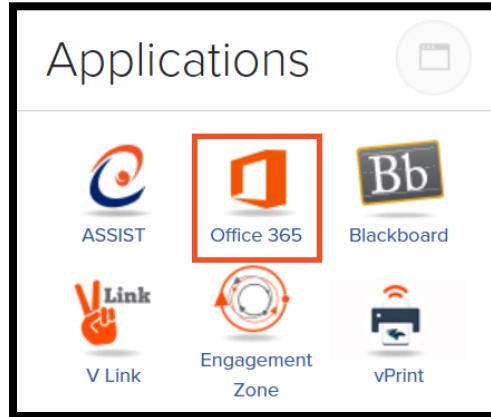 Applications
Bb
ASSIST
Office 365
Blackboard
Link
V Link
Engagement
Zone
vPrint